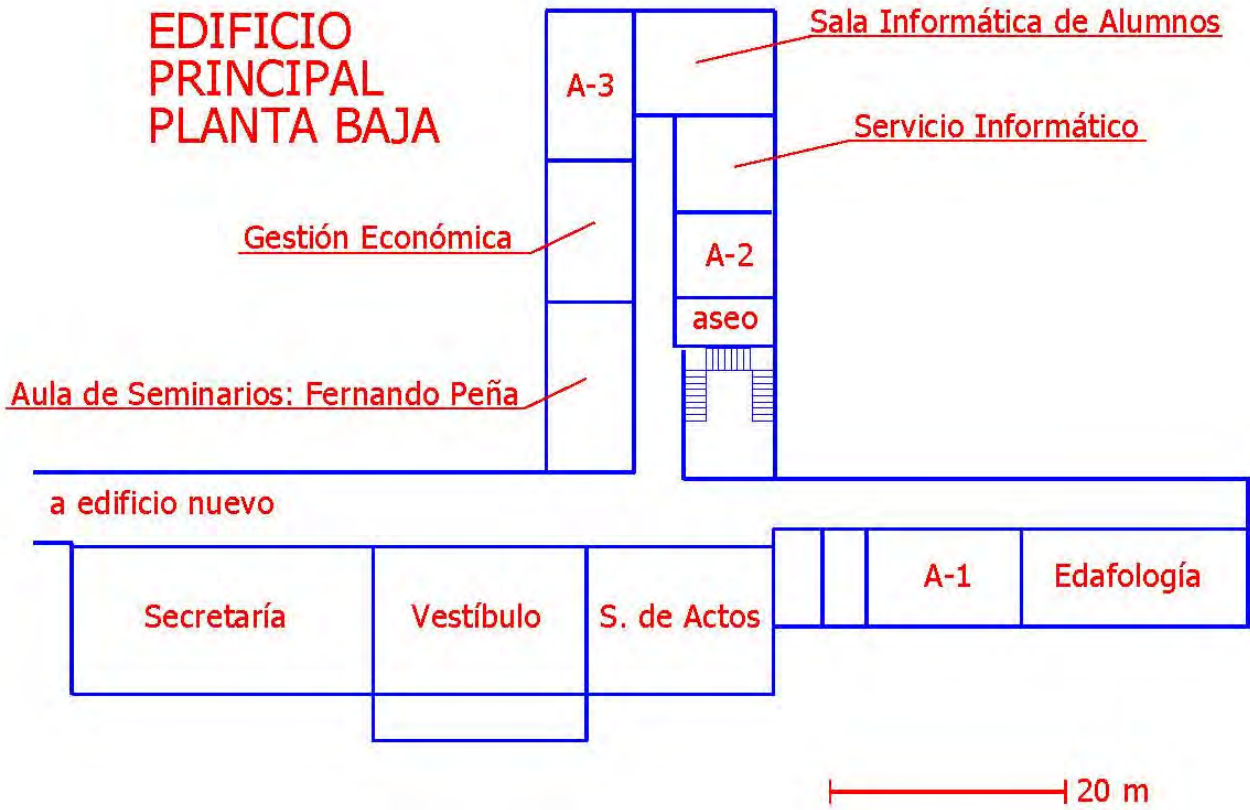 EDIFICIO
PRINCIPAL
PLANTA BAJA
Sala Informática de Alumnos
A-3
Servicio Informático
Gestión Económica
A-2
aseo
Aula de Seminarios: Fernando Peña
a edificio nuevo
Secretaría
Vestíbulo
S. de Actos
A-1
Edafología
20 m